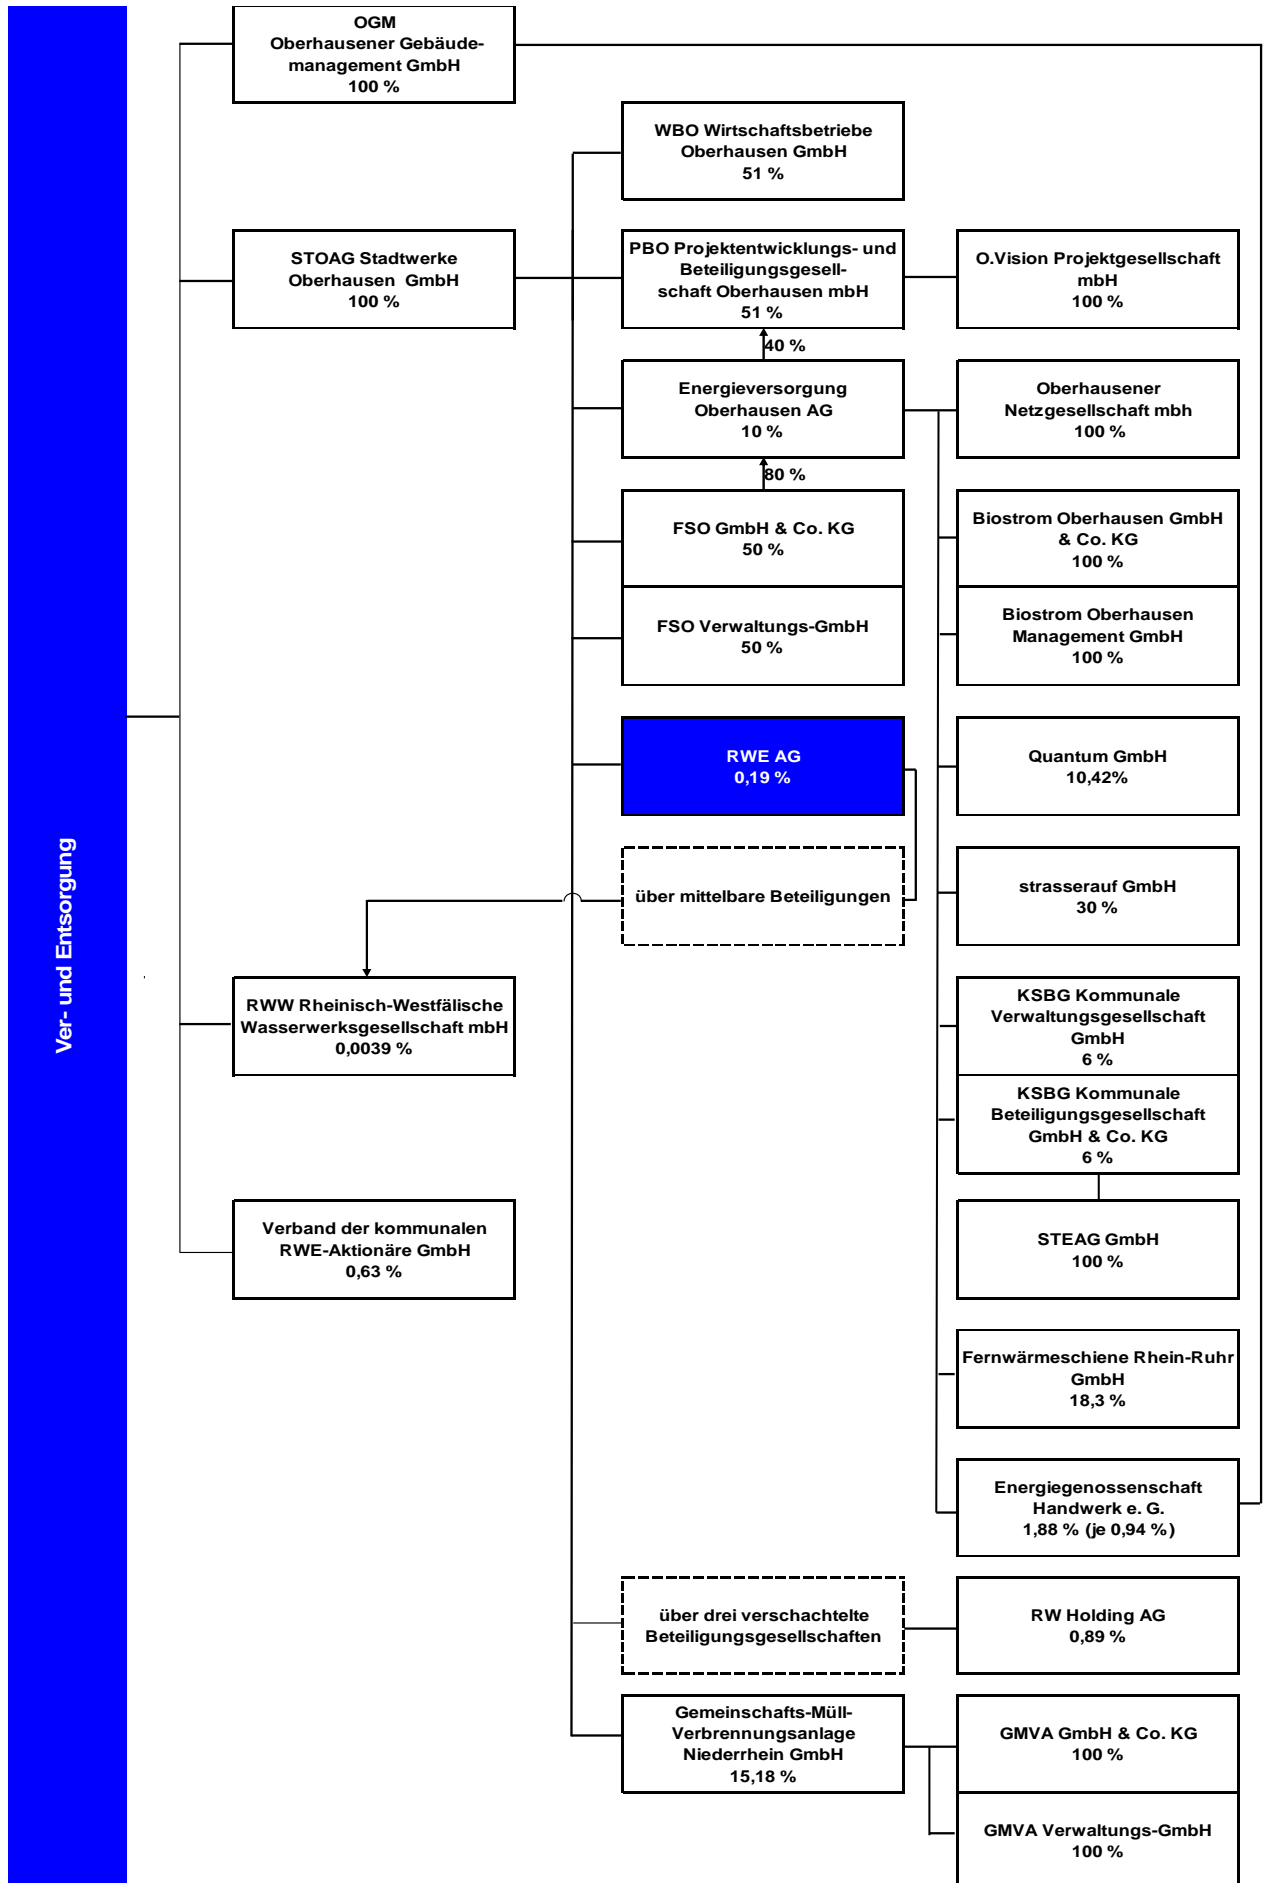 Ver- und Entsorgung
OGM
Oberhausener Gebäude-
management GmbH
100 %
WBO Wirtschaftsbetriebe
Oberhausen GmbH
51 %
STOAG Stadtwerke
Oberhausen GmbH
100 %
PBO Projektentwicklungs- und
Beteiligungsgesell-
schaft Oberhausen mbH
51 %
O.Vision Projektgesellschaft
mbH
100 %
40 %
Energieversorgung
Oberhausen AG
10 %
Oberhausener
Netzgesellschaft mbh
100 %
80 %
FSO GmbH & Co. KG
50 %
Biostrom Oberhausen GmbH
& Co. KG
100 %
FSO Verwaltungs-GmbH
50 %
Biostrom Oberhausen
Management GmbH
100 %
RWE AG
0,19 %
Quantum GmbH
10,42%
über mittelbare Beteiligungen
strasserauf GmbH
30 %
RWW Rheinisch-Westfälische
Wasserwerksgesellschaft mbH
0,0039 %
KSBG Kommunale
Verwaltungsgesellschaft
GmbH
6 %
KSBG Kommunale
Beteiligungsgesellschaft
GmbH & Co. KG
6 %
Verband der kommunalen
RWE-Aktionäre GmbH
0,63 %
STEAG GmbH
100 %
Fernwärmeschiene Rhein-Ruhr
GmbH
18,3 %
Energiegenossenschaft
Handwerk e. G.
1,88 % (je 0,94 %)
über drei verschachtelte
Beteiligungsgesellschaften
RW Holding AG
0,89 %
Gemeinschafts-Müll-
Verbrennungsanlage
Niederrhein GmbH
15,18 %
GMVA GmbH & Co. KG
100 %
GMVA Verwaltungs-GmbH
100 %